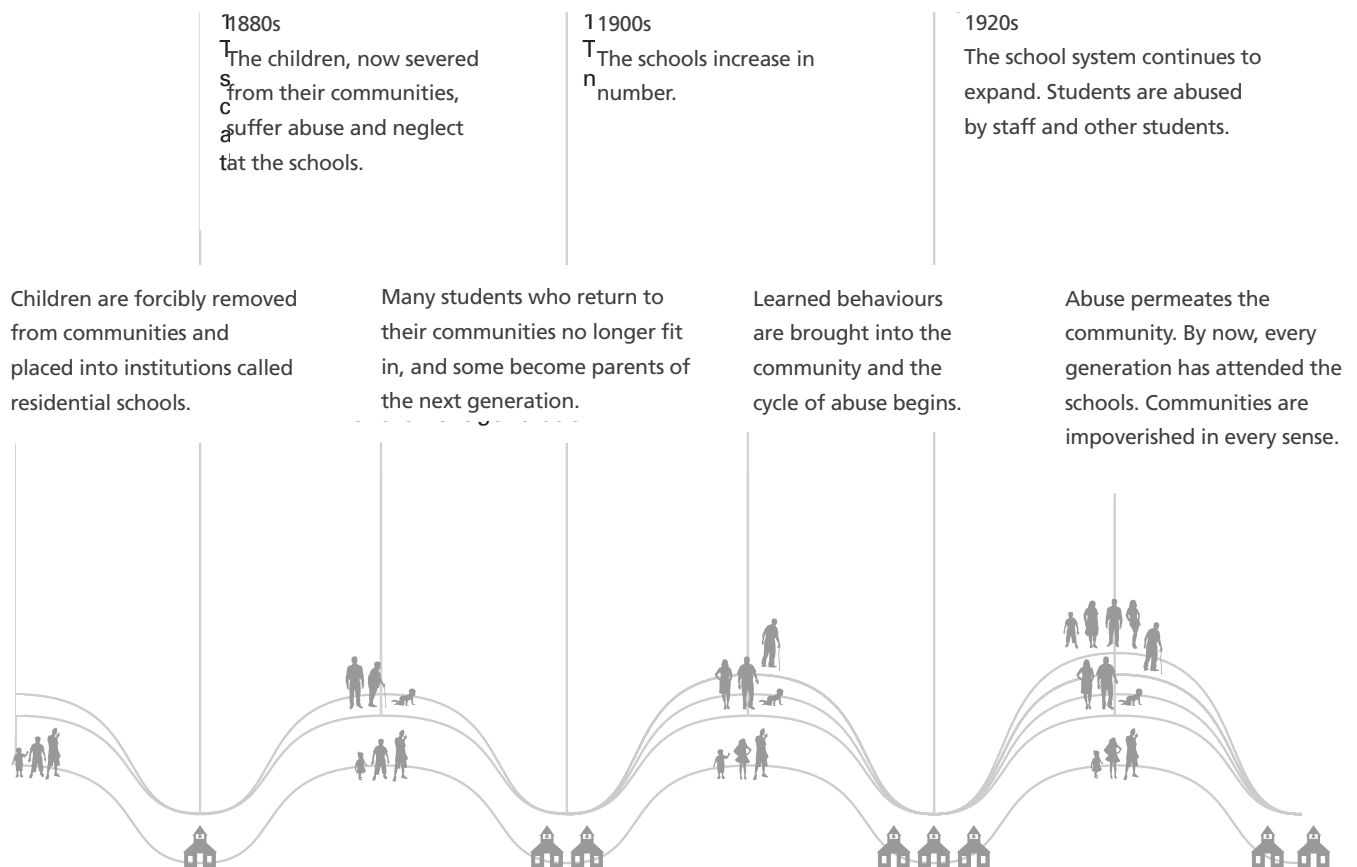 1880s
The children, now severed
from their communities,
suffer abuse and neglect
at the schools.
1900s
The schools increase in
number.
1920s
The school system continues to
expand. Students are abused
by staff and other students.
Children are forcibly removed
from communities and
placed into institutions called
residential schools.
Many students who return to
their communities no longer fit
in, and some become parents of
the next generation.
Learned behaviours
are brought into the
community and the
cycle of abuse begins.
Abuse permeates the
community. By now, every
generation has attended the
schools. Communities are
impoverished in every sense.